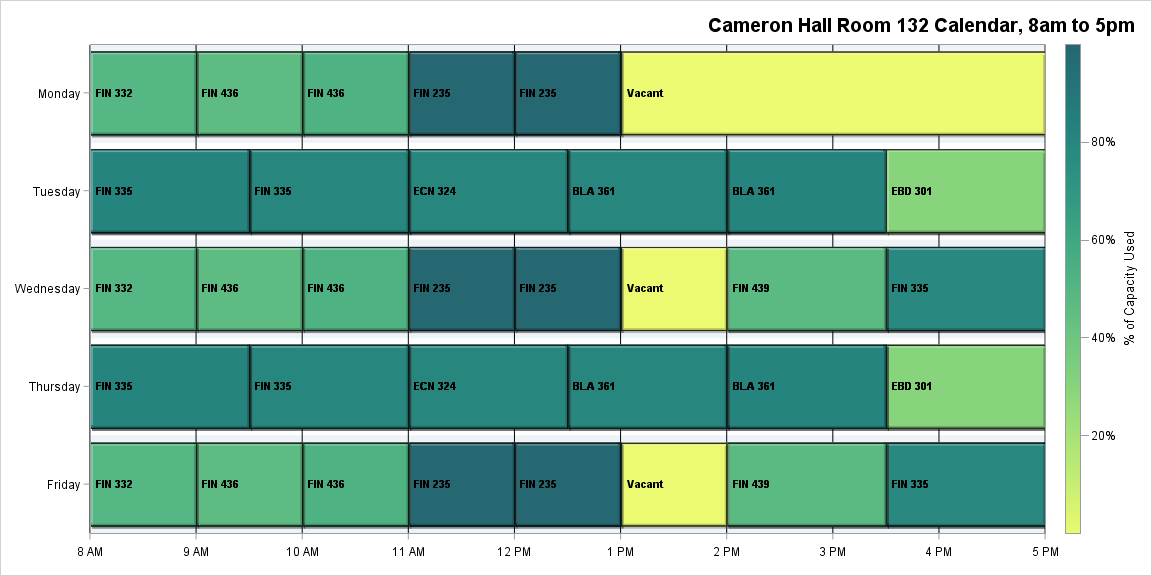 Cameron Hall Room 132 Calendar, 8am to 5pm
Monday FIN 332 FIN 436 FIN 436 FIN 235 FIN 235 Vacant
80%
Tuesday FIN 335 FIN 335 ECN 324 BLA 361 BLA 361 EBD 301
60%
% of Capacity Used
Wednesday FIN 332 FIN 436 FIN 436 FIN 235 FIN 235 Vacant FIN 439 FIN 335
40%
Thursday FIN 335 FIN 335 ECN 324 BLA 361 BLA 361 EBD 301
20%
Friday FIN 332 FIN 436 FIN 436 FIN 235 FIN 235 Vacant FIN 439 FIN 335
8 AM 9 AM 10 AM 11 AM 12 PM 1 PM 2 PM 3 PM 4 PM 5 PM